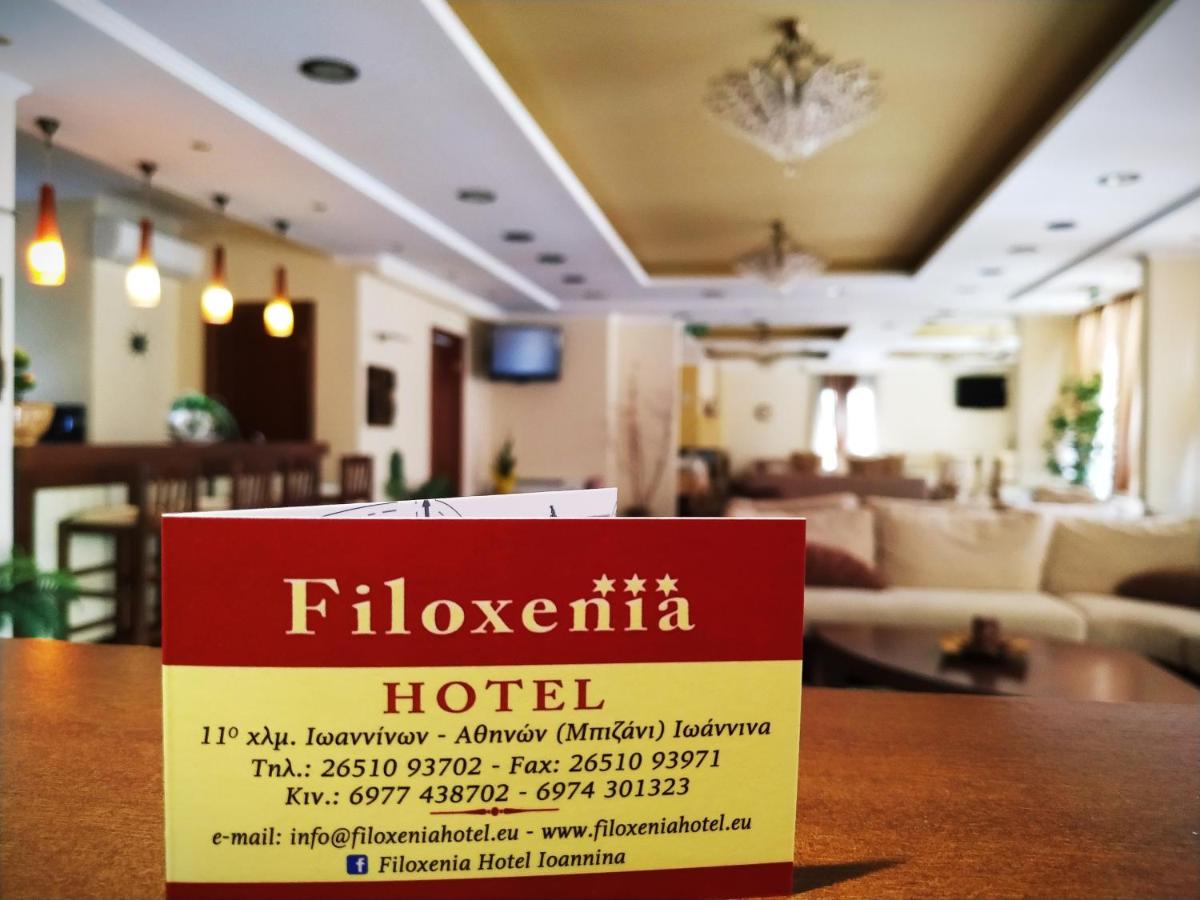 Filoxenia
HOTEL
11º χλμ. Ιωαννίνων - Αθηνών (Μπιζάνι) Ιωάννινα
Τηλ.: 26510 93702 - Fax: 26510 93971
Κιν.: 6977 438702 - 6974 301323
e-mail: info@filoxeniahotel.eu - www.filoxeniahotel.eu
f Filoxenia Hotel Ioannina